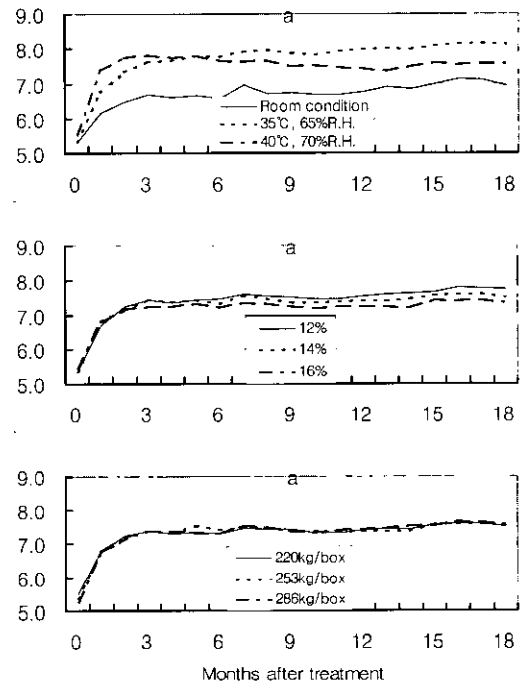 a
9.0
8.0
7.0
6.0
5.0
Room condition
35℃, 65%R.H.
40℃, 70%R.H.
0 3 6 9 12 15 18
a
9.0
8.0
7.0
6.0
5.0
12%
14%
16%
0 3 6 9 12 15 18
a
9.0
8.0
7.0
6.0
5.0
220kg/box
253kg/box
286kg/box
0 3 6 9 12 15 18
Months after treatment